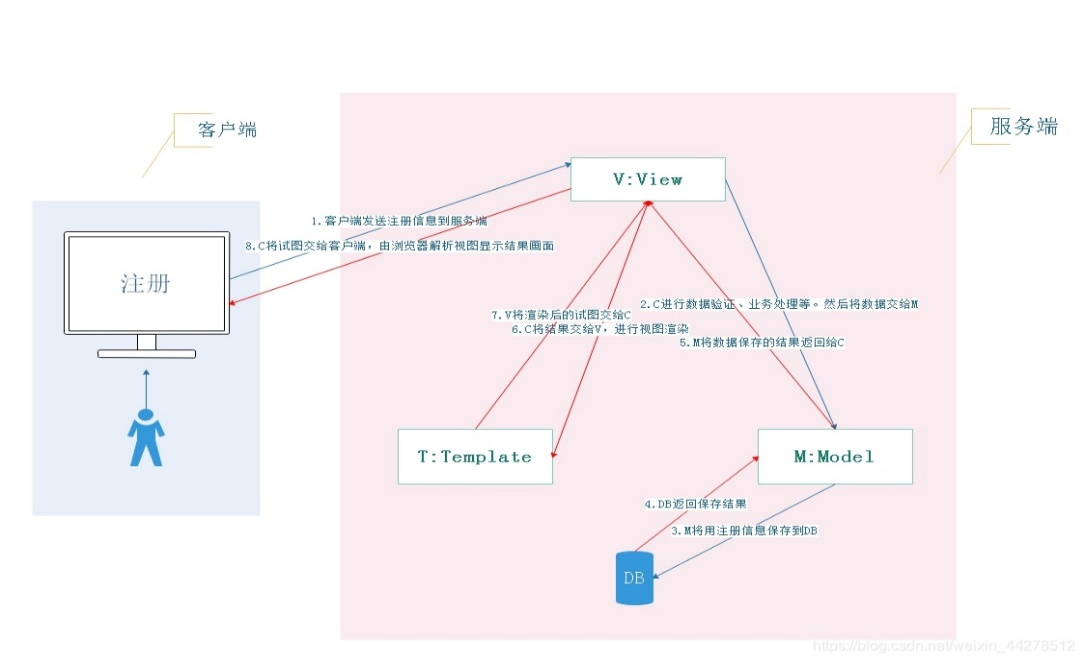 客户端
服务端
V:View
1.客户端发送注册信息到服务端
8.C将试图交给客户端，由浏览器解析视图显示结果画面
注册
2.C进行数据验证、业务处理等。然后将数据交给M
7.V将渲染后的试图交给C
6.C将结果交给V，进行视图渲染
5.M将数据保存的结果返回给C
T:Template
M:Model
4.DB返回保存结果
3.M将用注册信息保存到DB
DB
https://blog.csdn.net/weixin_44278512